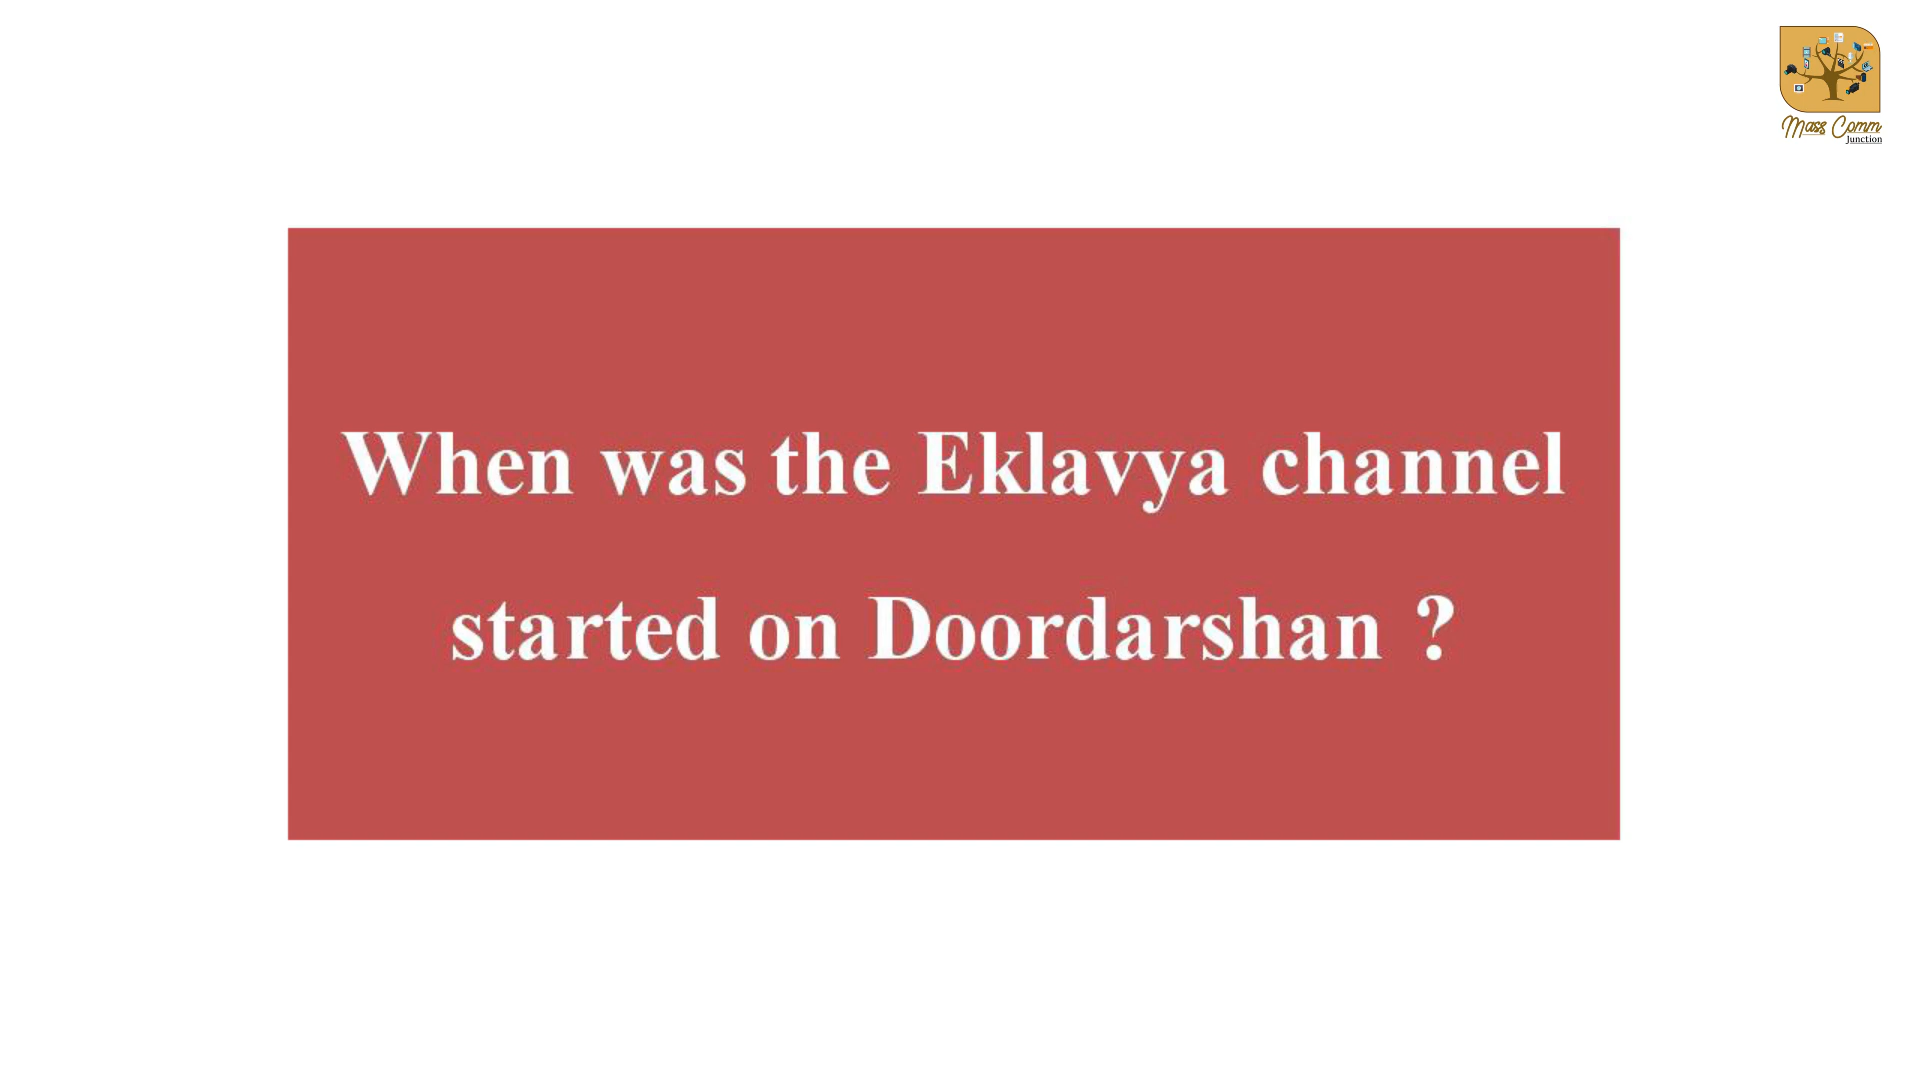 Mass Comm
Junction
When was the Eklavya channel
started on Doordarshan ?